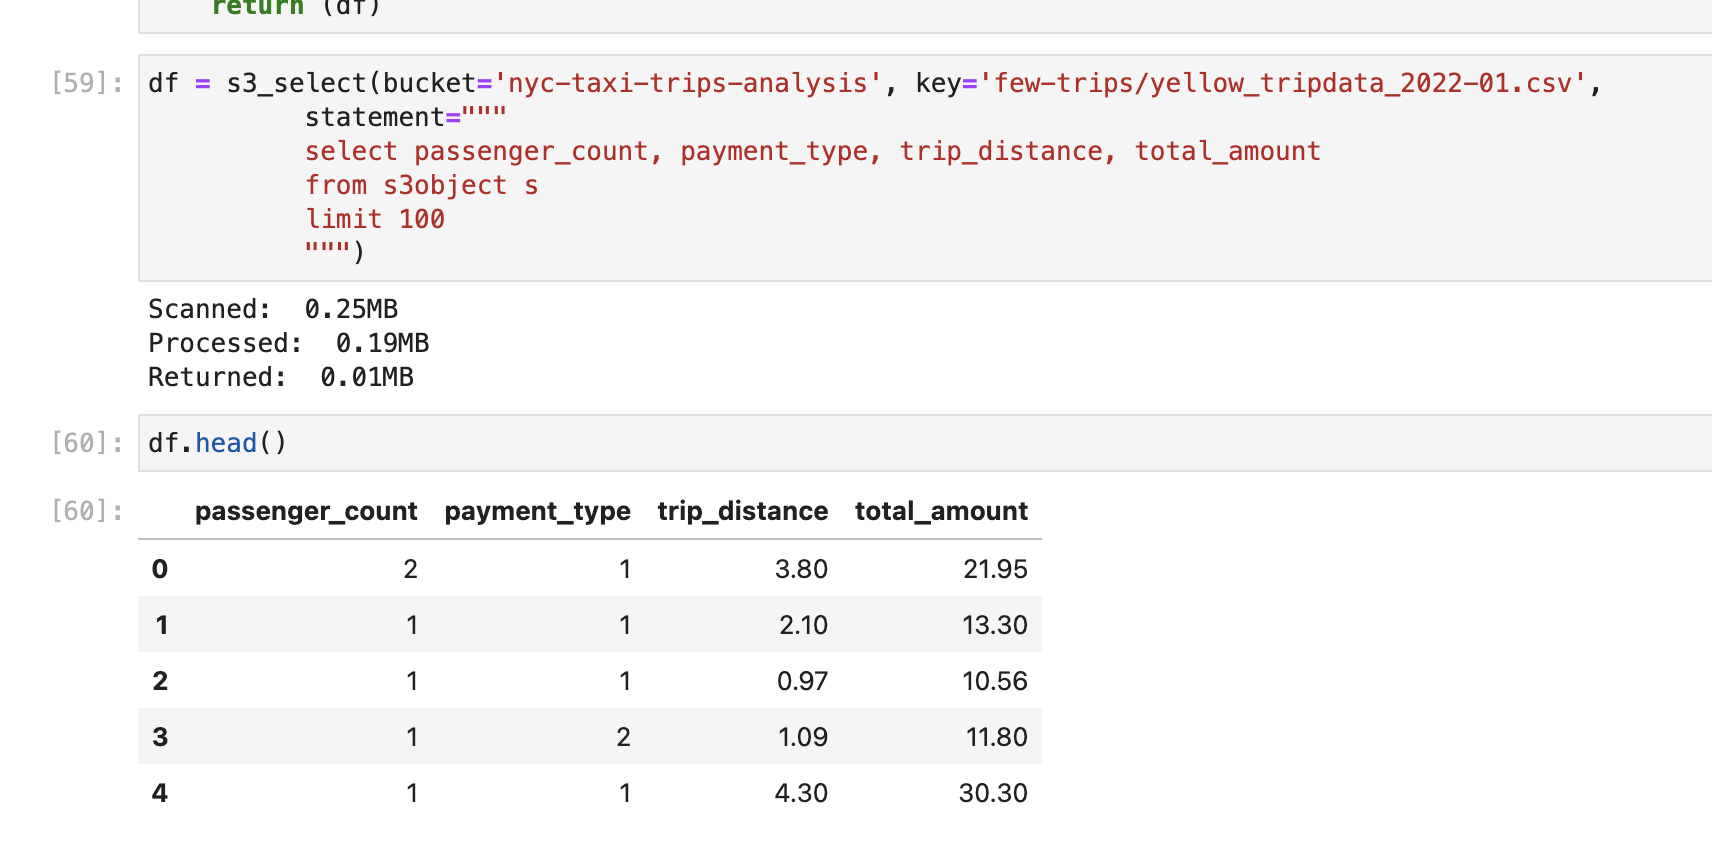 return (df)
[59]: df = s3_select(bucket='nyc-taxi-trips-analysis', key='few-trips/yellow_tripdata_2022-01.csv',
statement="""
select passenger_count, payment_type, trip_distance, total_amount
from s3object s
limit 100
""")
Scanned:  0.25MB
Processed:  0.19MB
Returned:  0.01MB
[60]: df.head()
[60]: passenger_count payment_type trip_distance total_amount
0 2 1 3.80 21.95
1 1 1 2.10 13.30
2 1 1 0.97 10.56
3 1 2 1.09 11.80
4 1 1 4.30 30.30